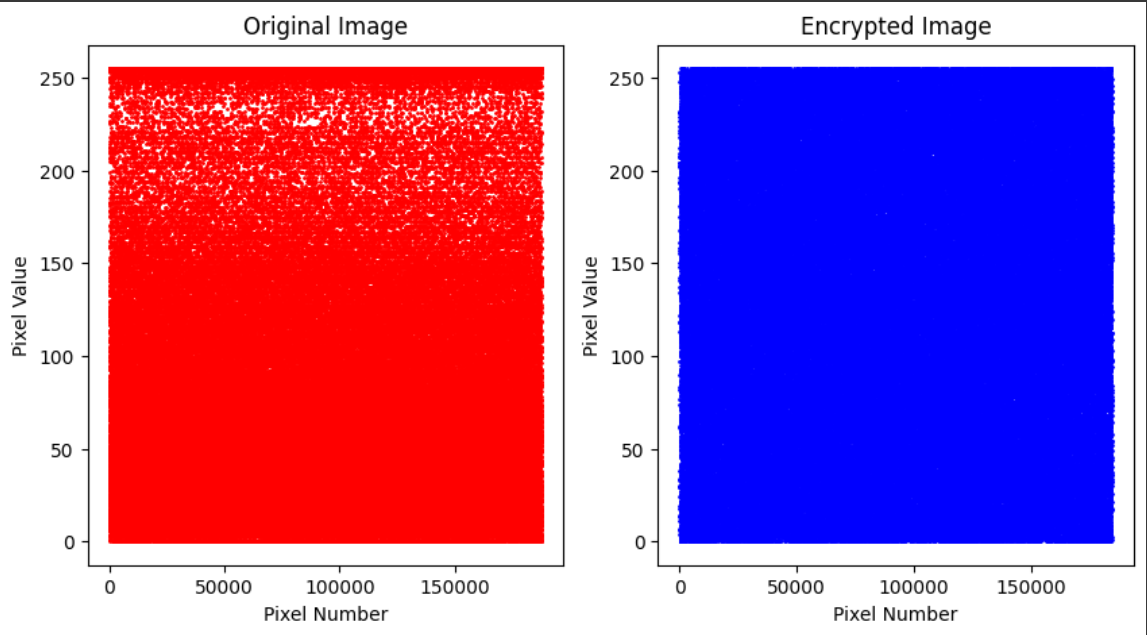 Original Image
250
200
150
100
50
0
Pixel Value
0 50000 100000 150000
Pixel Number
Encrypted Image
250
200
150
100
50
0
Pixel Value
0 50000 100000 150000
Pixel Number